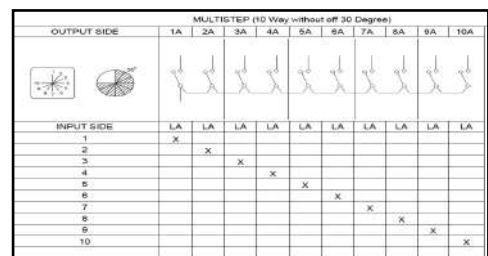 MULTISTEP (10 Way without off 30 Degree)
OUTPUT SIDE 1A 2A 3A 4A 5A 6A 7A 8A 9A 10A
INPUT SIDE LA LA LA LA LA LA LA LA LA LA
1 X
2 X
3 X
4 X
5 X
6 X
7 X
8 X
9 X
10 X